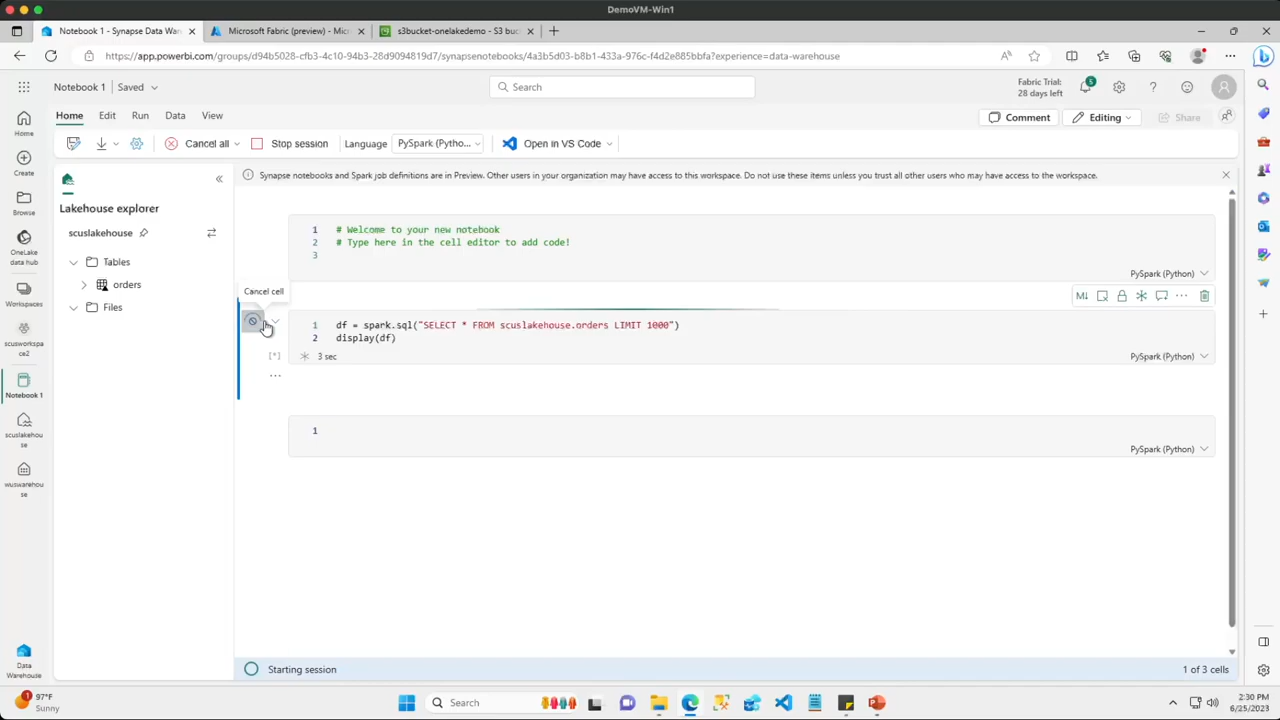 DemoVM-Win1
Notebook 1 - Synapse Data Wa
Microsoft Fabric (preview) - Micr
s3bucket-onelakedemo - S3 buc
https://app.powerbi.com/groups/d94b5028-cfb3-4c10-94b3-28d9094819d7/synapsenotebooks/4a3b5d03-b8b1-433a-976c-f4d2e885bbfa?experience=data-warehouse
Notebook 1
Saved
Search
Fabric Trial:
28 days left
5
Home
Edit
Run
Data
View
Comment
Editing
Share
Cancel all
Stop session
Language
PySpark (Pytho...
Open in VS Code
Home
Create
Browse
OneLake
data hub
Workspaces
scusworkspa
ce2
Notebook 1
scuslakehou
se
wuswarehou
se
Data
Warehouse
Lakehouse explorer
scuslakehouse
Tables
orders
Files
Synapse notebooks and Spark job definitions are in Preview. Other users in your organization may have access to this workspace. Do not use these items unless you trust all other users who may have access to the workspace.
1 # Welcome to your new notebook
2 # Type here in the cell editor to add code!
3
PySpark (Python)
Cancel cell
M↓
1 df = spark.sql("SELECT * FROM scuslakehouse.orders LIMIT 1000")
2 display(df)
[*]
3 sec
PySpark (Python)
1
PySpark (Python)
Starting session
1 of 3 cells
1
97°F
Sunny
Search
2:30 PM
6/25/2023